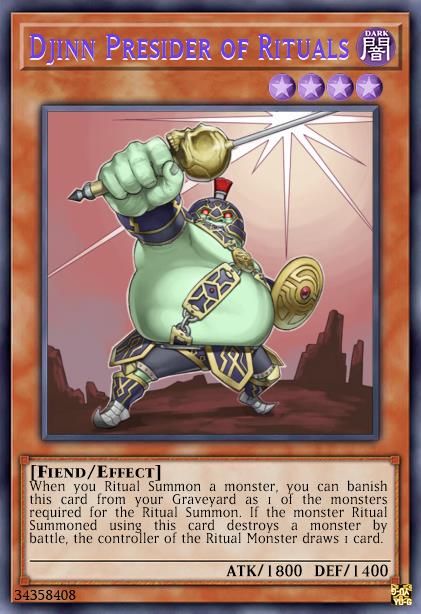 Djinn Presider of Rituals
DARK
闇
[Fiend/Effect]
When you Ritual Summon a monster, you can banish
this card from your Graveyard as 1 of the monsters
required for the Ritual Summon. If the monster Ritual
Summoned using this card destroys a monster by
battle, the controller of the Ritual Monster draws 1 card.
ATK/1800 DEF/1400
34358408